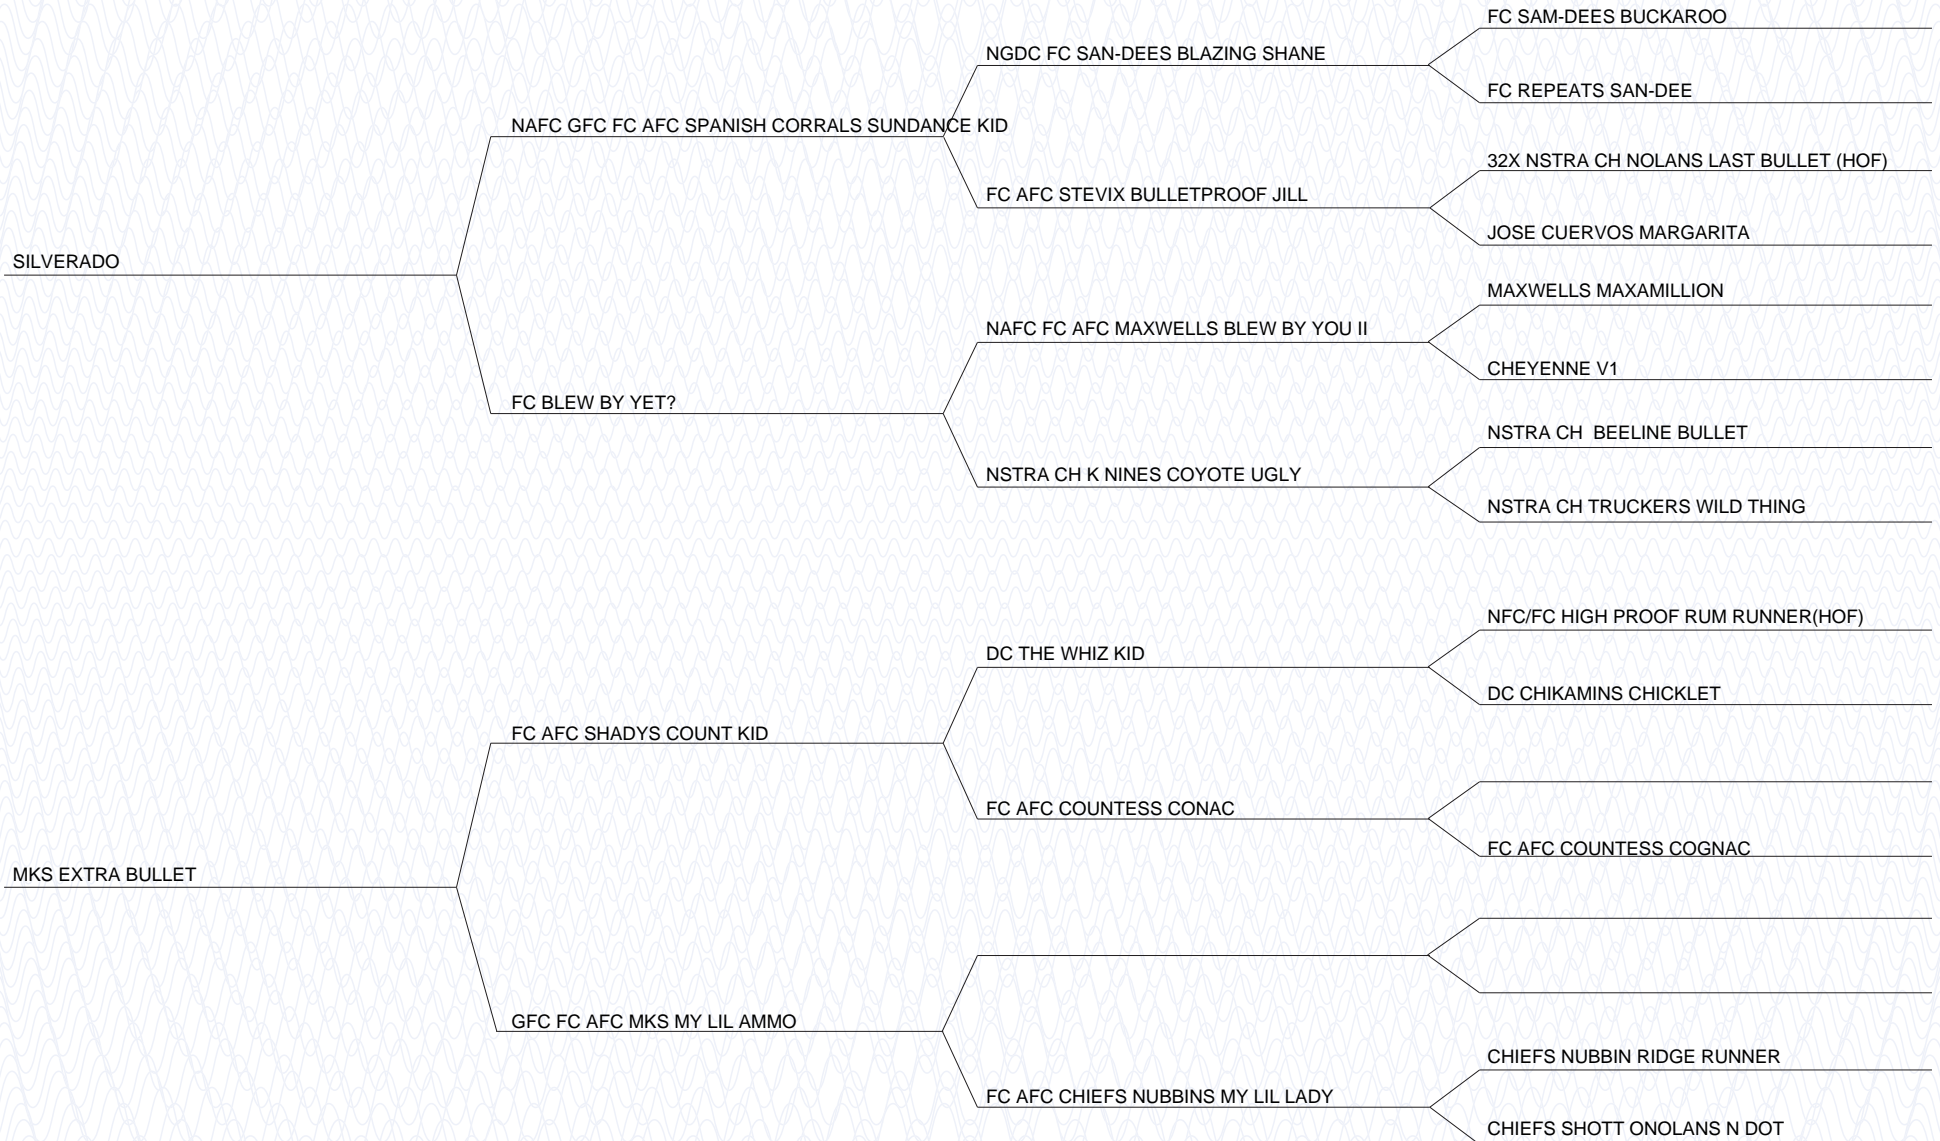 FC SAM-DEES BUCKAROO
NGDC FC SAN-DEES BLAZING SHANE
FC REPEATS SAN-DEE
NAFC GFC FC AFC SPANISH CORRALS SUNDANCE KID
32X NSTRA CH NOLANS LAST BULLET (HOF)
FC AFC STEVIX BULLETPROOF JILL
JOSE CUERVOS MARGARITA
SILVERADO
MAXWELLS MAXAMILLION
NAFC FC AFC MAXWELLS BLEW BY YOU II
CHEYENNE V1
FC BLEW BY YET?
NSTRA CH  BEELINE BULLET
NSTRA CH K NINES COYOTE UGLY
NSTRA CH TRUCKERS WILD THING
NFC/FC HIGH PROOF RUM RUNNER(HOF)
DC THE WHIZ KID
DC CHIKAMINS CHICKLET
FC AFC SHADYS COUNT KID
FC AFC COUNTESS CONAC
FC AFC COUNTESS COGNAC
MKS EXTRA BULLET
GFC FC AFC MKS MY LIL AMMO
CHIEFS NUBBIN RIDGE RUNNER
FC AFC CHIEFS NUBBINS MY LIL LADY
CHIEFS SHOTT ONOLANS N DOT